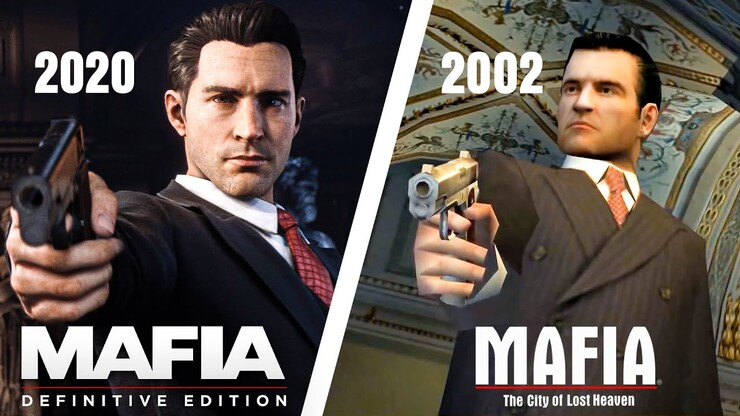 2020
MAFIA
DEFINITIVE EDITION
2002
MAFIA®
The City of Lost Heaven